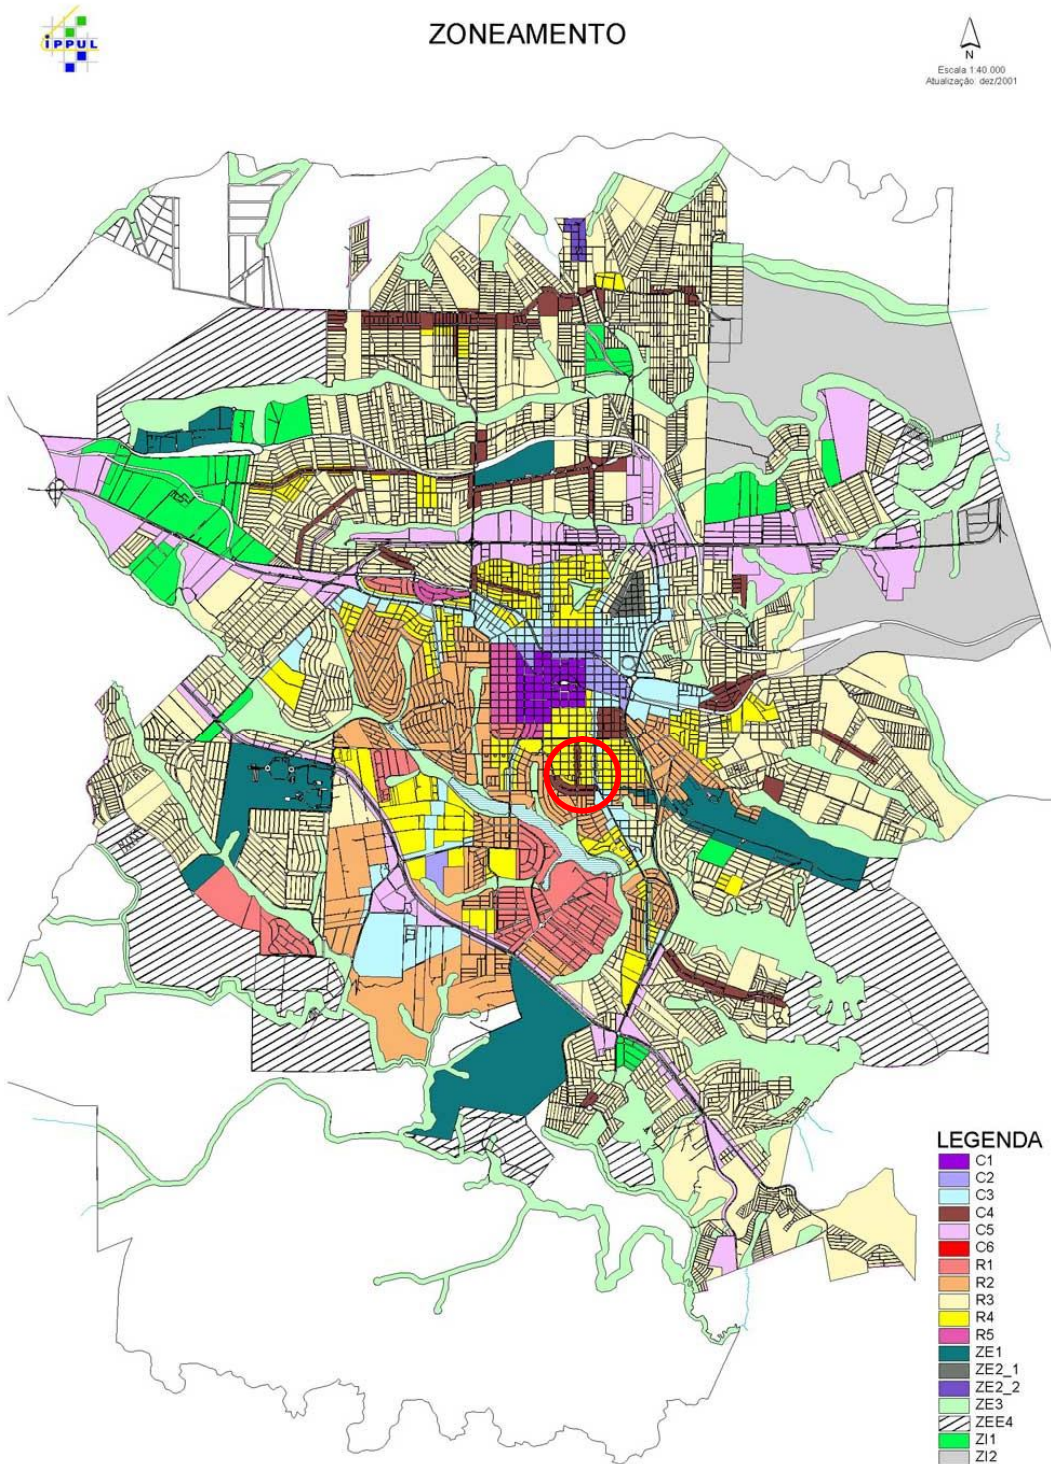 iPPUL
ZONEAMENTO
N
Escala 1:40.000
Atualização: dez/2001
LEGENDA
C1
C2
C3
C4
C5
C6
R1
R2
R3
R4
R5
ZE1
ZE2_1
ZE2_2
ZE3
ZEE4
ZI1
ZI2